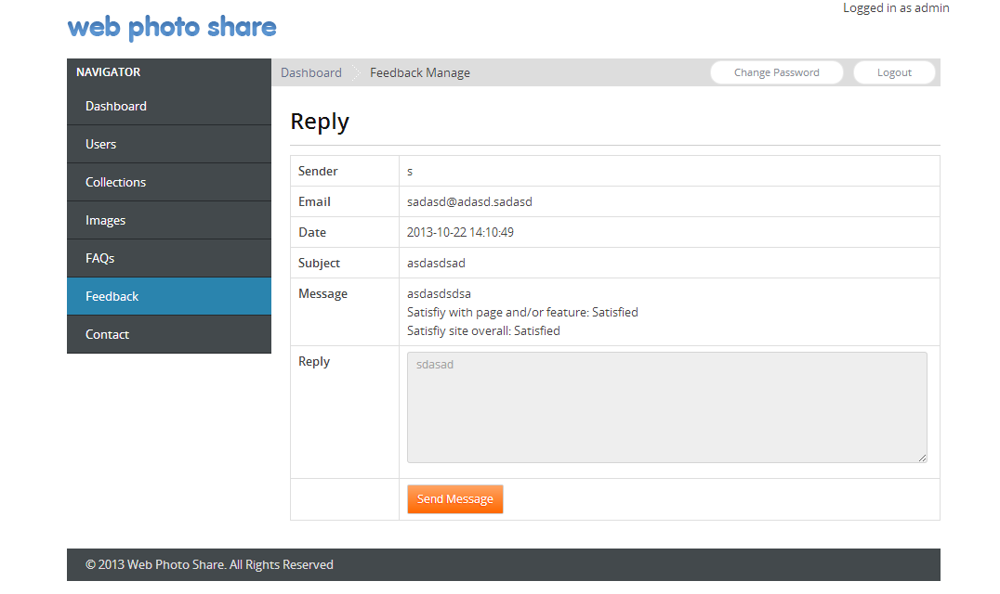 Logged in as admin
web photo share
NAVIGATOR
Dashboard
Users
Collections
Images
FAQs
Feedback
Contact
Dashboard Feedback Manage Change Password Logout
Reply
Sender s
Email sadasd@adasd.sadasd
Date 2013-10-22 14:10:49
Subject asdasdsad
Message asdasdsdsa
Satisfiy with page and/or feature: Satisfied
Satisfiy site overall: Satisfied
Reply sdasad
Send Message
© 2013 Web Photo Share. All Rights Reserved